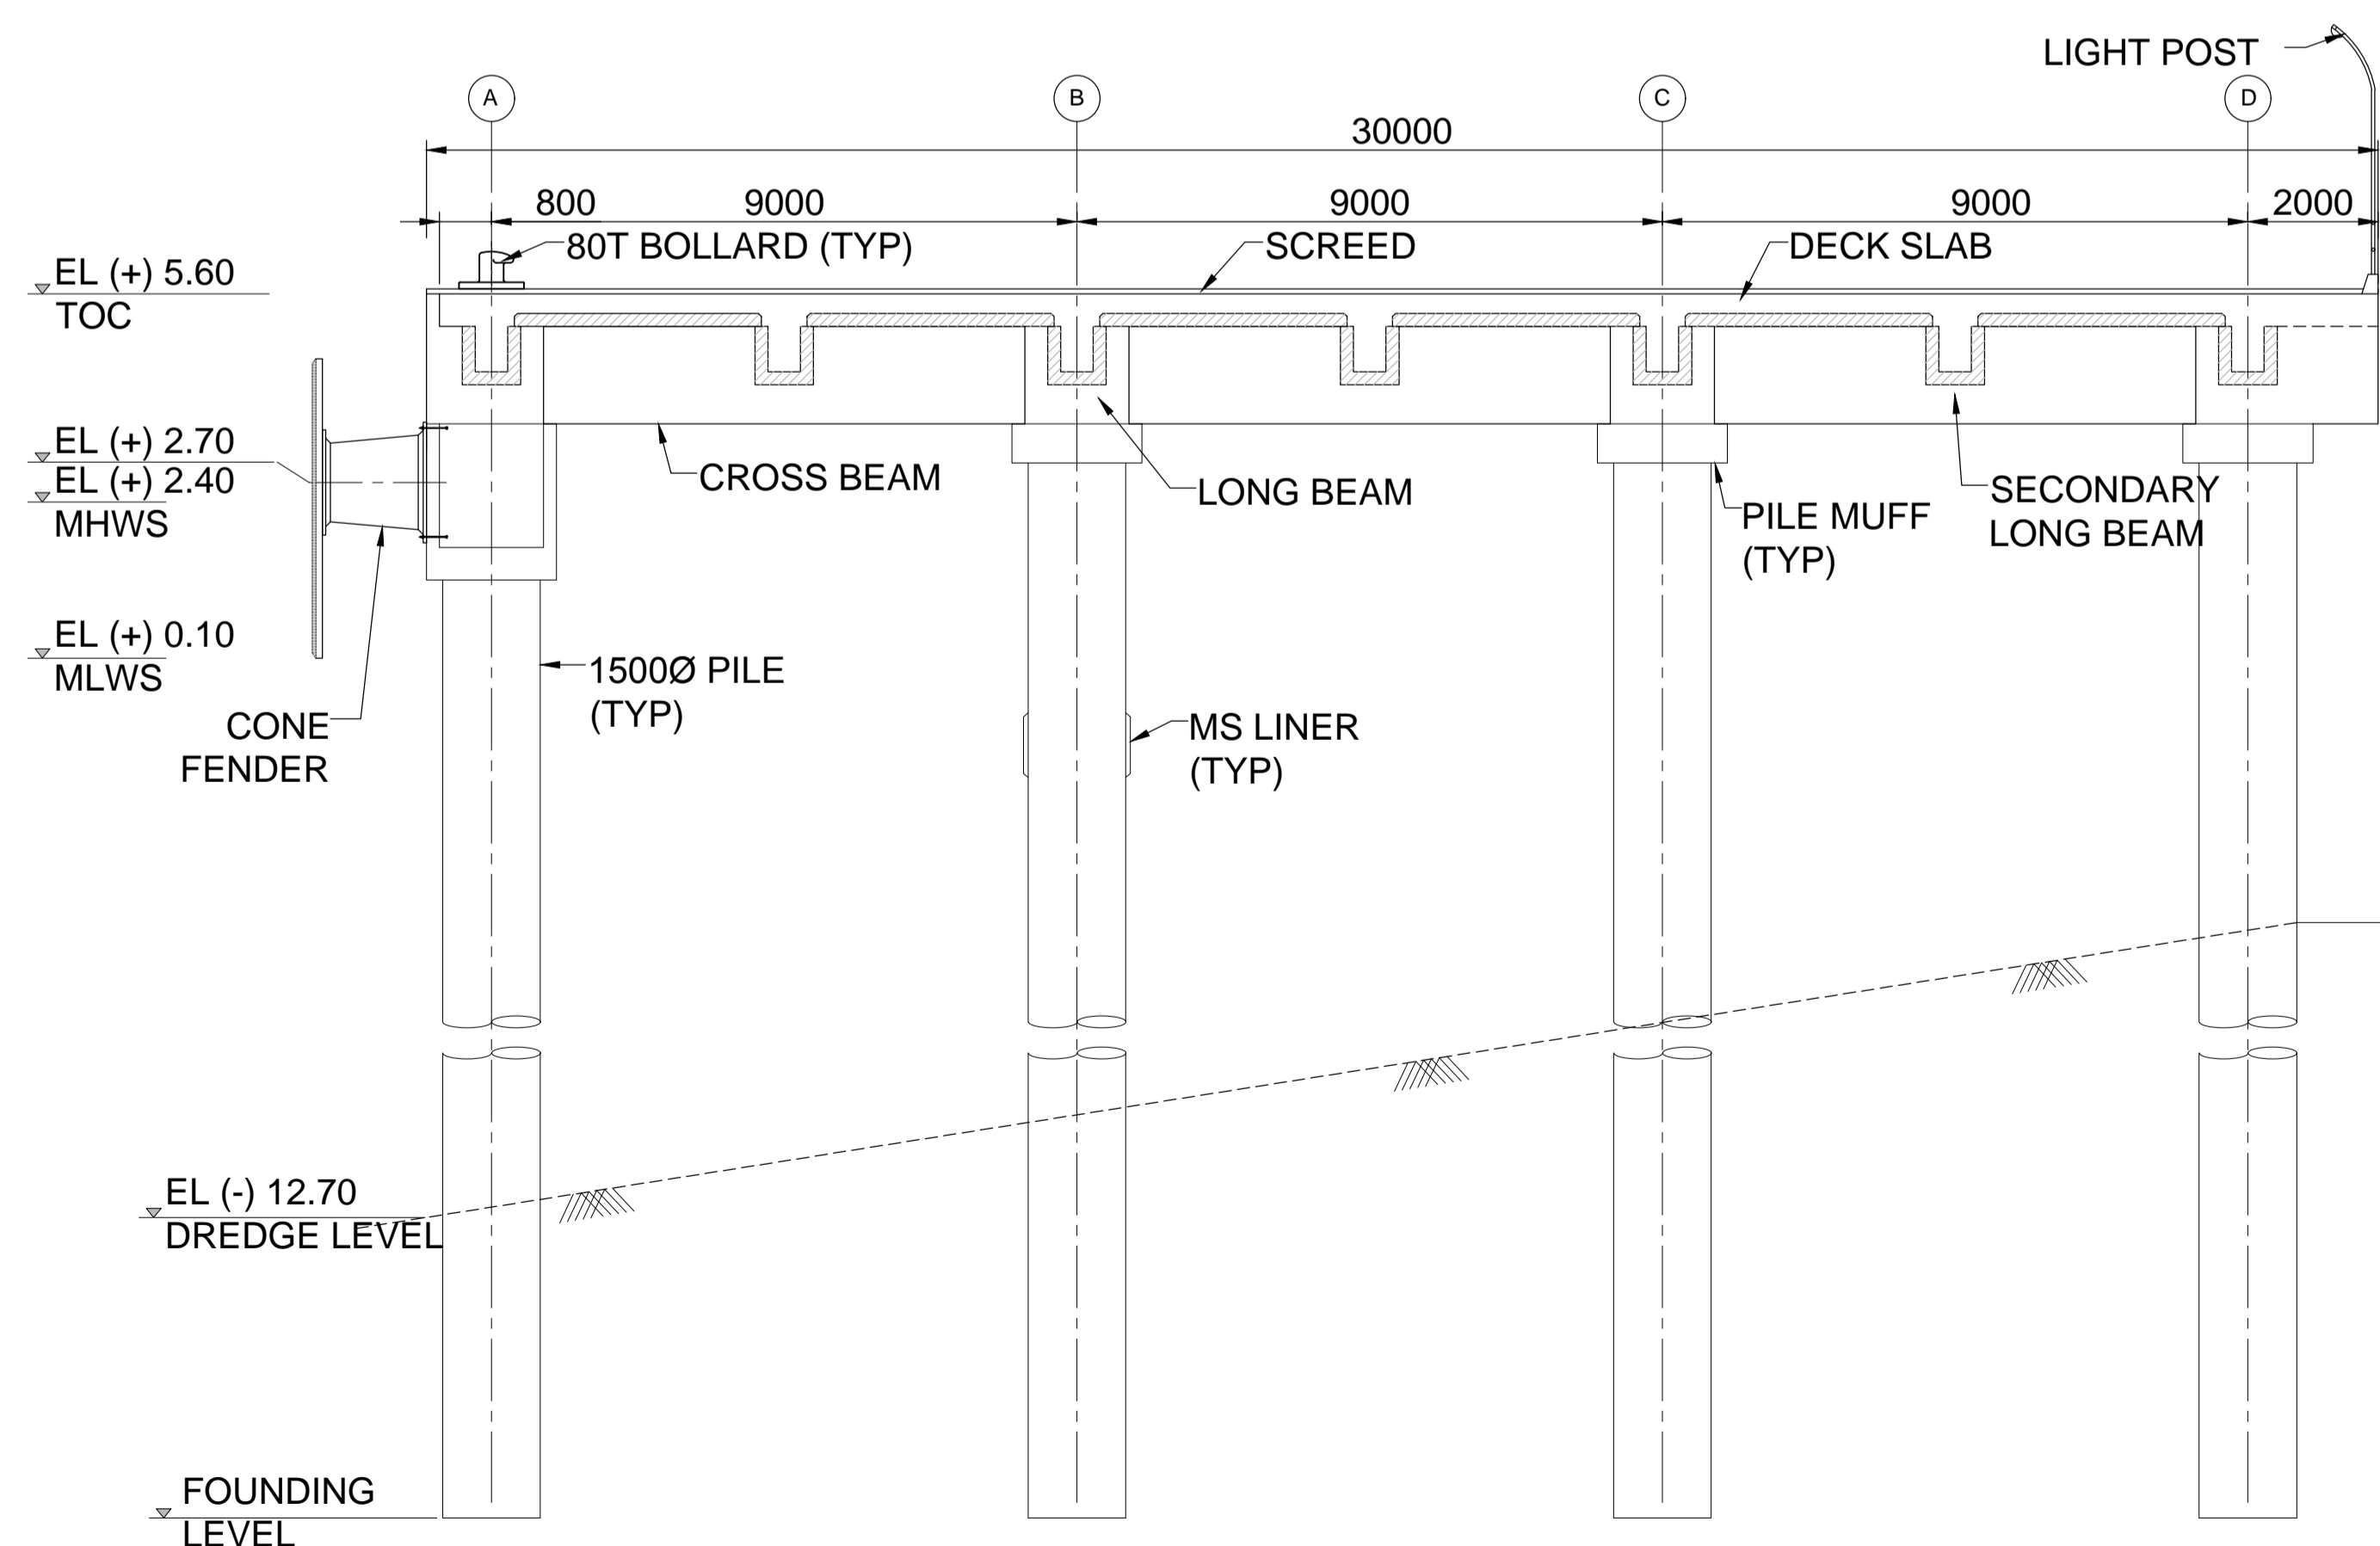 LIGHT POST
A
B
C
D
30000
800
9000
9000
9000
2000
80T BOLLARD (TYP)
SCREED
DECK SLAB
EL (+) 5.60
TOC
EL (+) 2.70
EL (+) 2.40
MHWS
CROSS BEAM
LONG BEAM
SECONDARY
LONG BEAM
PILE MUFF
(TYP)
EL (+) 0.10
MLWS
1500Ø PILE
(TYP)
CONE
FENDER
MS LINER
(TYP)
EL (-) 12.70
DREDGE LEVEL
FOUNDING
LEVEL